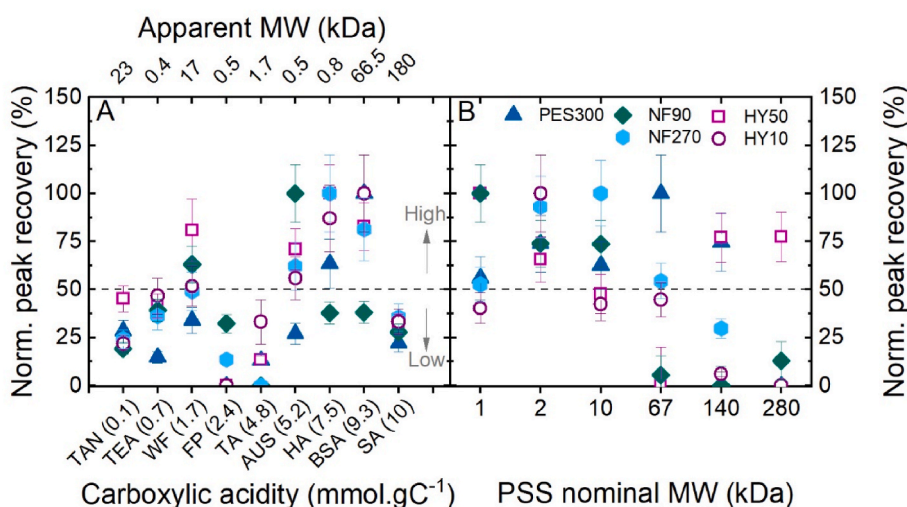 Apparent MW (kDa)
23 0.4 17 0.5 1.7 0.5 0.8 66.5 180
Norm. peak recovery (%)
150 125 100 75 50 25 0
A
High
Low
TAN (0.1) TEA (0.7) WF (1.7) FP (2.4) TA (4.8) AUS (5.2) HA (7.5) BSA (9.3) SA (10)
Carboxylic acidity (mmol.gC⁻¹)
B
PES300 NF90 HY50
NF270 HY10
150 125 100 75 50 25 0
Norm. peak recovery (%)
1 2 10 67 140 280
PSS nominal MW (kDa)